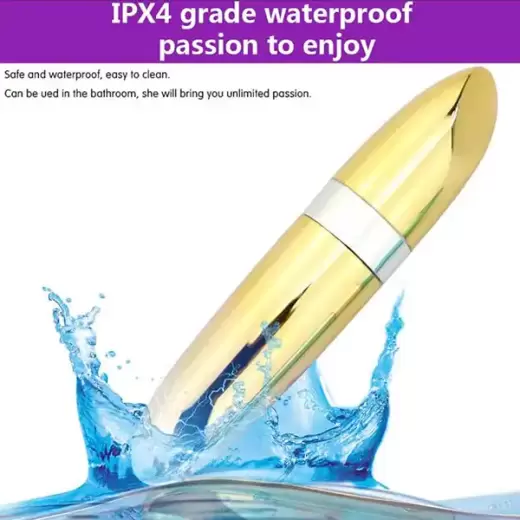 IPX4 grade waterproof
passion to enjoy
Safe and waterproof, easy to clean.
Can be ued in the bathroom, she will bring you unlimited passion.